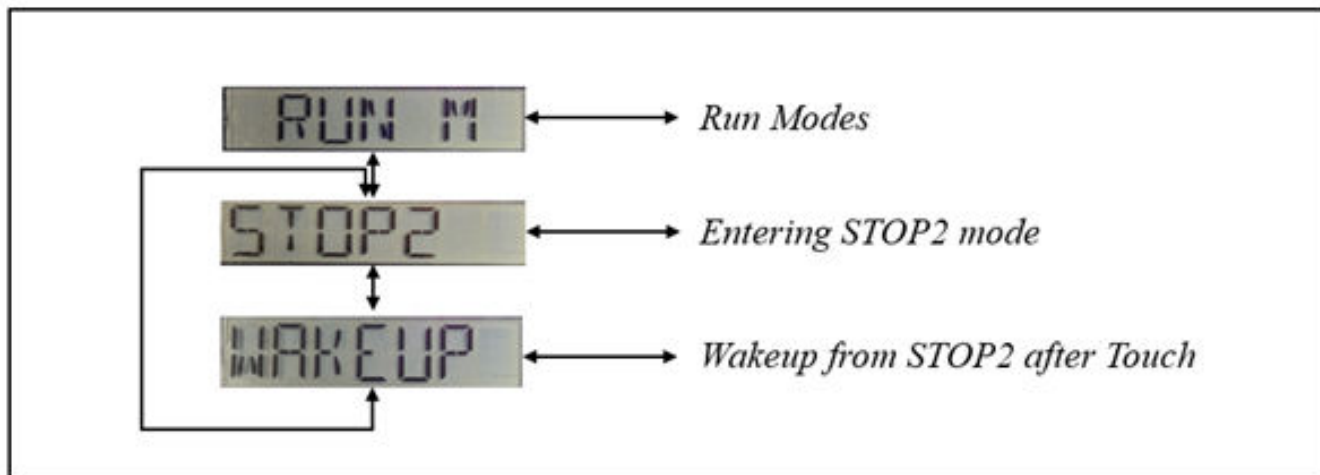 RUN M
Run Modes
STOP2
Entering STOP2 mode
WAKEUP
Wakeup from STOP2 after Touch